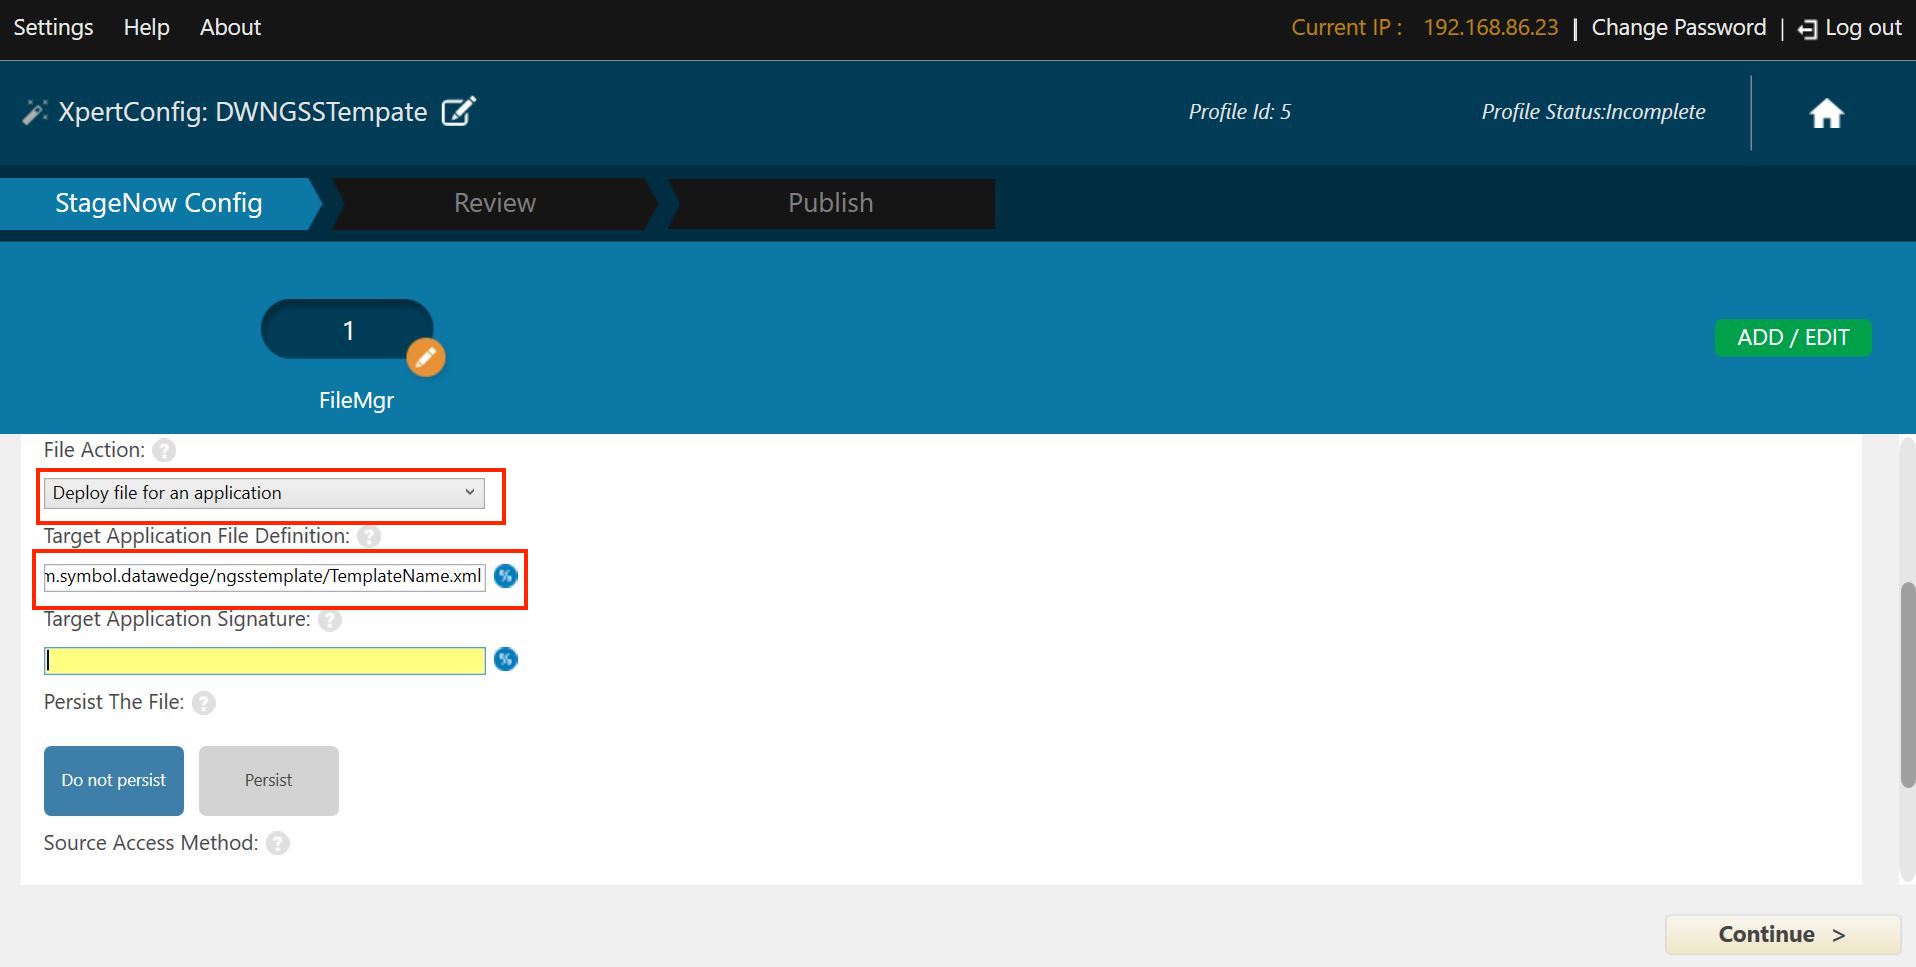 Settings Help About Current IP : 192.168.86.23 | Change Password | Log out
XpertConfig: DWNGSSTempate Profile Id: 5 Profile Status:Incomplete
StageNow Config Review Publish
1
ADD / EDIT
FileMgr
File Action: ?
Deploy file for an application
Target Application File Definition: ?
m.symbol.datawedge/ngsstemplate/TemplateName.xml %
Target Application Signature: ?
%
Persist The File: ?
Do not persist Persist
Source Access Method: ?
Continue >